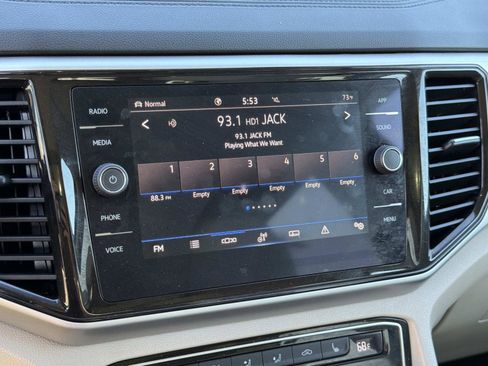 RADIO
MEDIA
PHONE
VOICE
Normal 5:53 73°F
93.1 HD1 JACK
93.1 JACK FM
Playing What We Want
1 2 3 4 5 6
88.3 FM Empty Empty Empty Empty Empty
FM
APP
SOUND
CAR
MENU
68